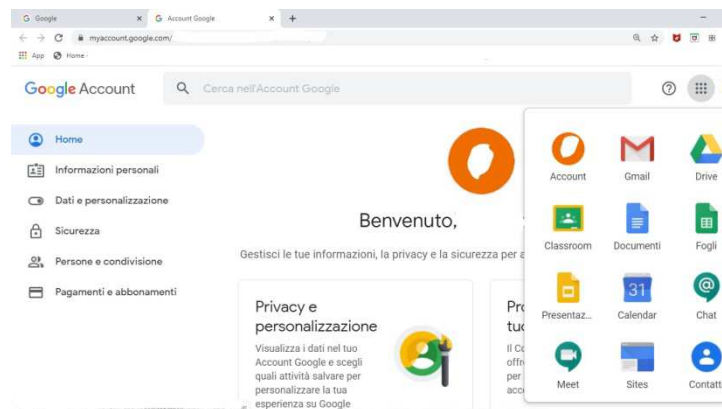 Google
Account Google
myaccount.google.com/
App
Home
Google Account
Cerca nell'Account Google
Home
Informazioni personali
Dati e personalizzazione
Sicurezza
Persone e condivisione
Pagamenti e abbonamenti
Benvenuto,
Gestisci le tue informazioni, la privacy e la sicurezza per a
Privacy e
personalizzazione
Visualizza i dati nel tuo
Account Google e scegli
quali attività salvare per
personalizzare la tua
esperienza su Google
Pro
tuo
Il Co
offre
per
acce
Account
Gmail
Drive
Classroom
Documenti
Fogli
Presentaz...
31
Calendar
Chat
Meet
Sites
Contatt